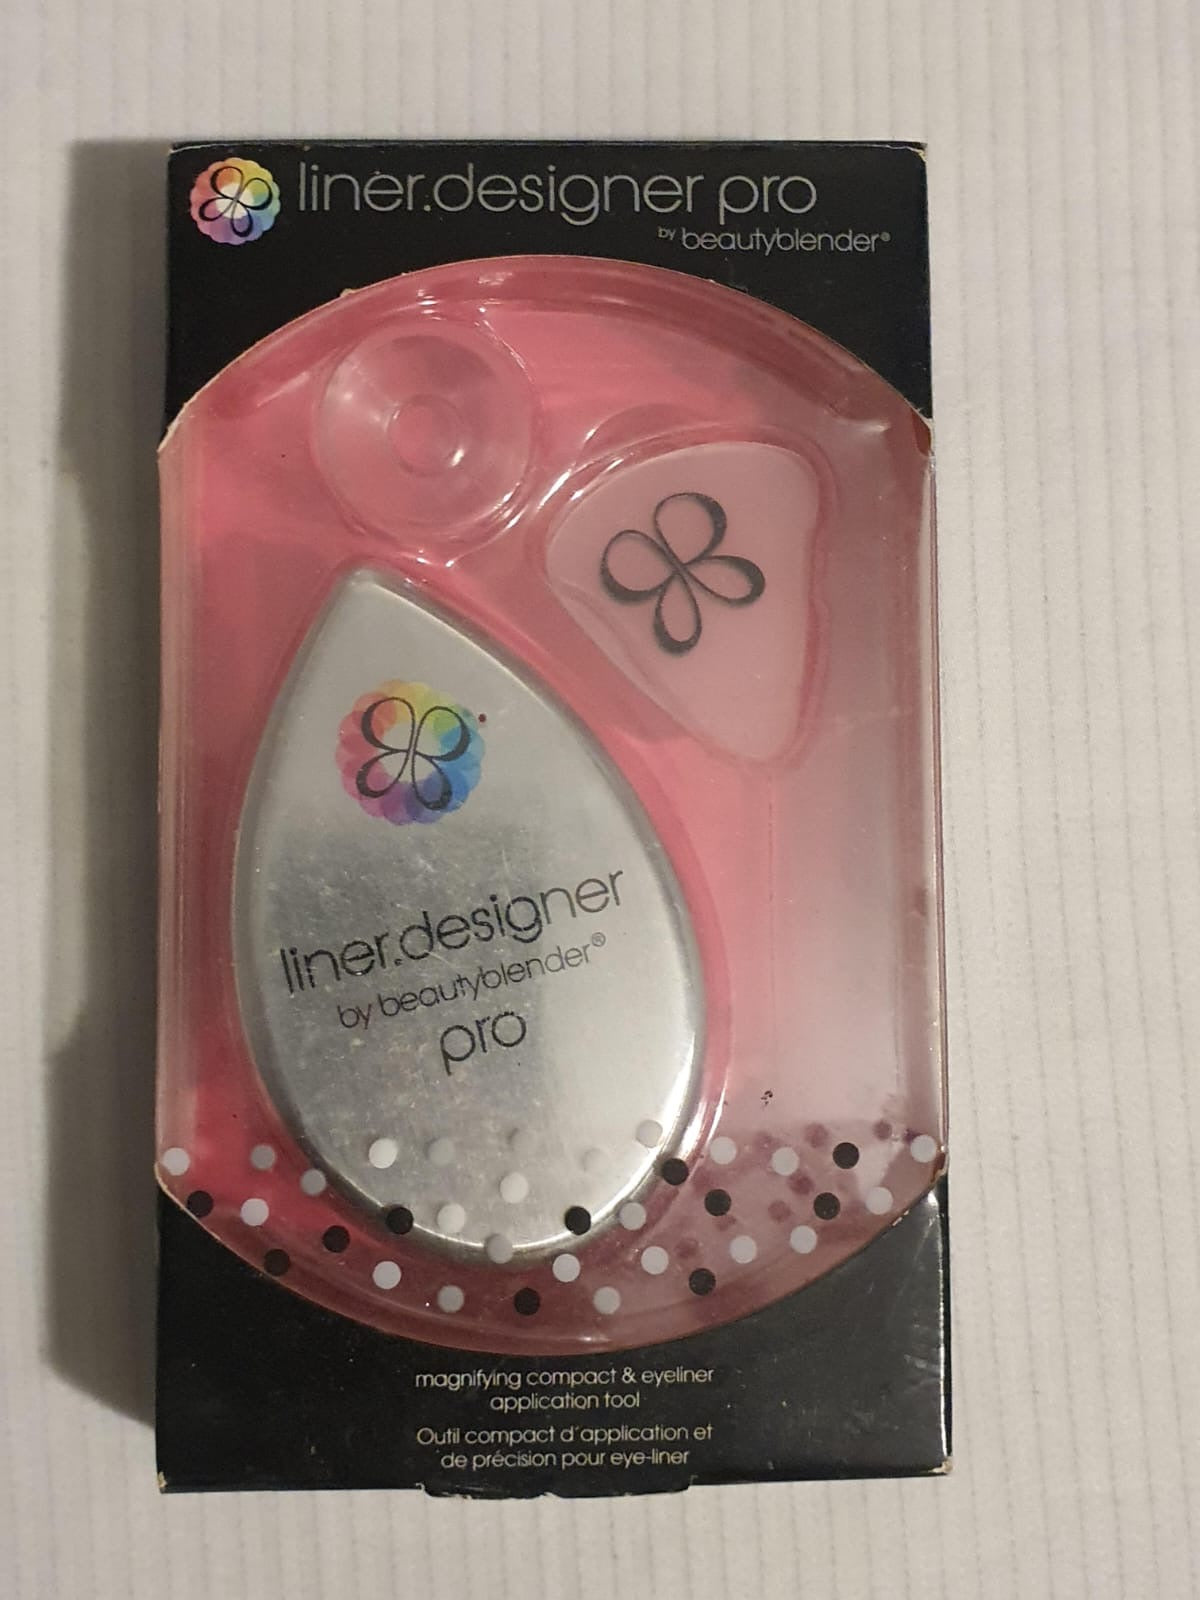 liner.designer pro
by beautyblender®
liner.designer
by beautyblender®
pro
magnifying compact & eyeliner
application tool
Outil compact d'application et
de précision pour eye-liner